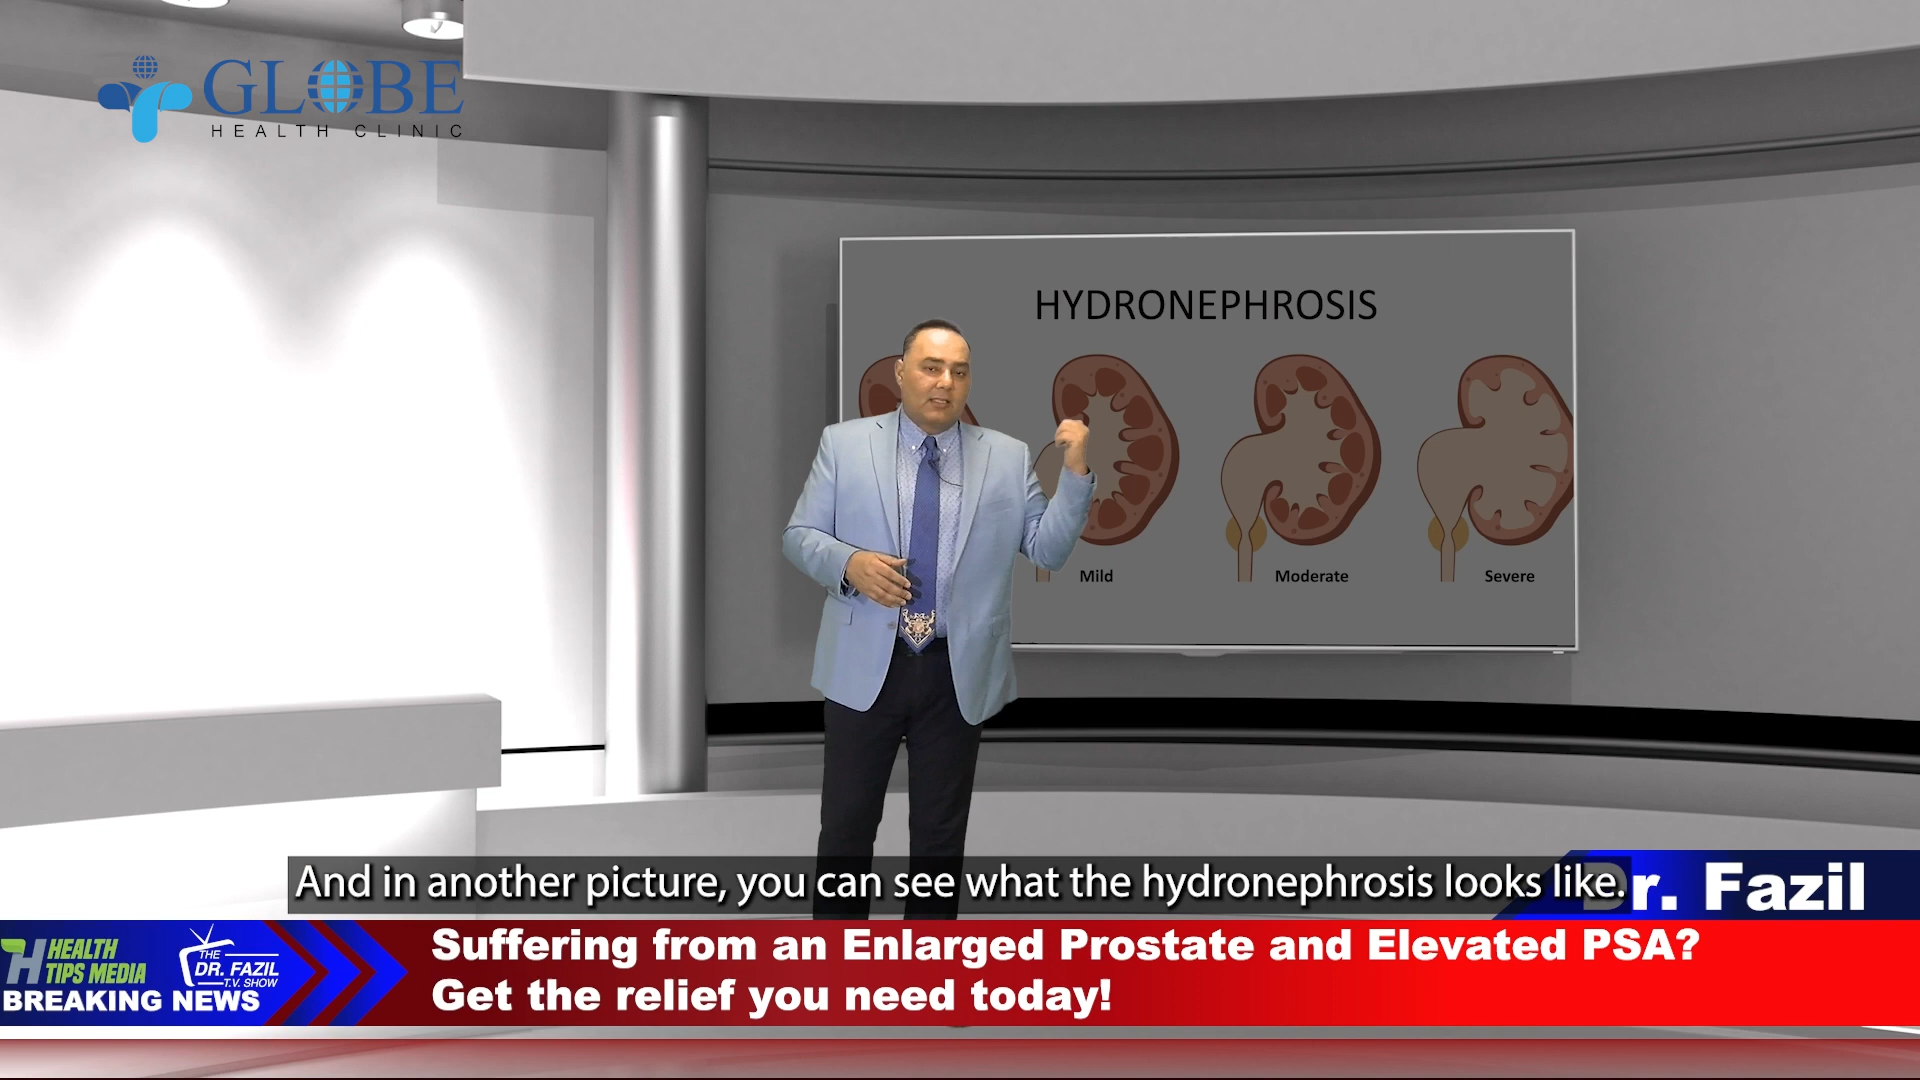 GLOBE
HEALTH CLINIC
HYDRONEPHROSIS
Mild
Moderate
Severe
And in another picture, you can see what the hydronephrosis looks like.
Dr. Fazil
H HEALTH
TIPS MEDIA
THE
DR. FAZIL
T.V. SHOW
BREAKING NEWS
Suffering from an Enlarged Prostate and Elevated PSA?
Get the relief you need today!